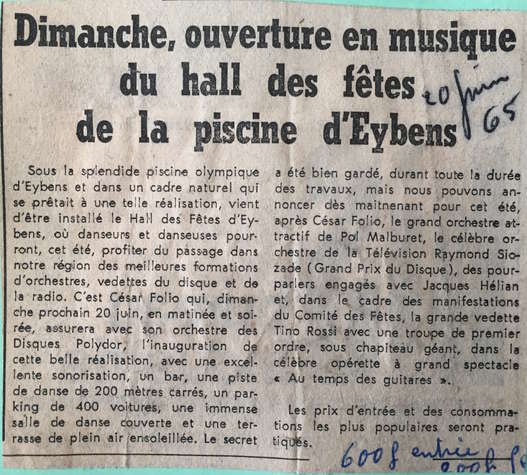 Dimanche, ouverture en musique
du hall des fêtes
de la piscine d'Eybens
20 juin
65
Sous la splendide piscine olympique
d'Eybens et dans un cadre naturel qui
se prêtait à une telle réalisation, vient
d'être installé le Hall des Fêtes d'Ey-
bens, où danseurs et danseuses pour-
ront, cet été, profiter du passage dans
notre région des meilleures formations
d'orchestres, vedettes du disque et de
la radio. C'est César Folio qui, diman-
che prochain 20 juin, en matinée et soi-
rée, assurera avec son orchestre des
Disques Polydor, l'inauguration de
cette belle réalisation, avec une excel-
lente sonorisation, un bar, une piste
de danse de 200 mètres carrés, un par-
king de 400 voitures, une immense
salle de danse couverte et une ter-
rasse de plein air ensoleillée. Le secret
a été bien gardé, durant toute la durée
des travaux, mais nous pouvons an-
noncer dès maitnenant pour cet été,
après César Folio, le grand orchestre at-
tractif de Pol Malburet, le célèbre or-
chestre de la Télévision Raymond Sio-
zade (Grand Prix du Disque), des pour-
parlers engagés avec Jacques Hélian
et, dans le cadre des manifestations
du Comité des Fêtes, la grande vedette
Tino Rossi avec une troupe de premier
ordre, sous chapiteau géant, dans la
célèbre opérette à grand spectacle
« Au temps des guitares ».
Les prix d'entrée et des consomma-
tions les plus populaires seront pra-
tiqués.
600 f entrée